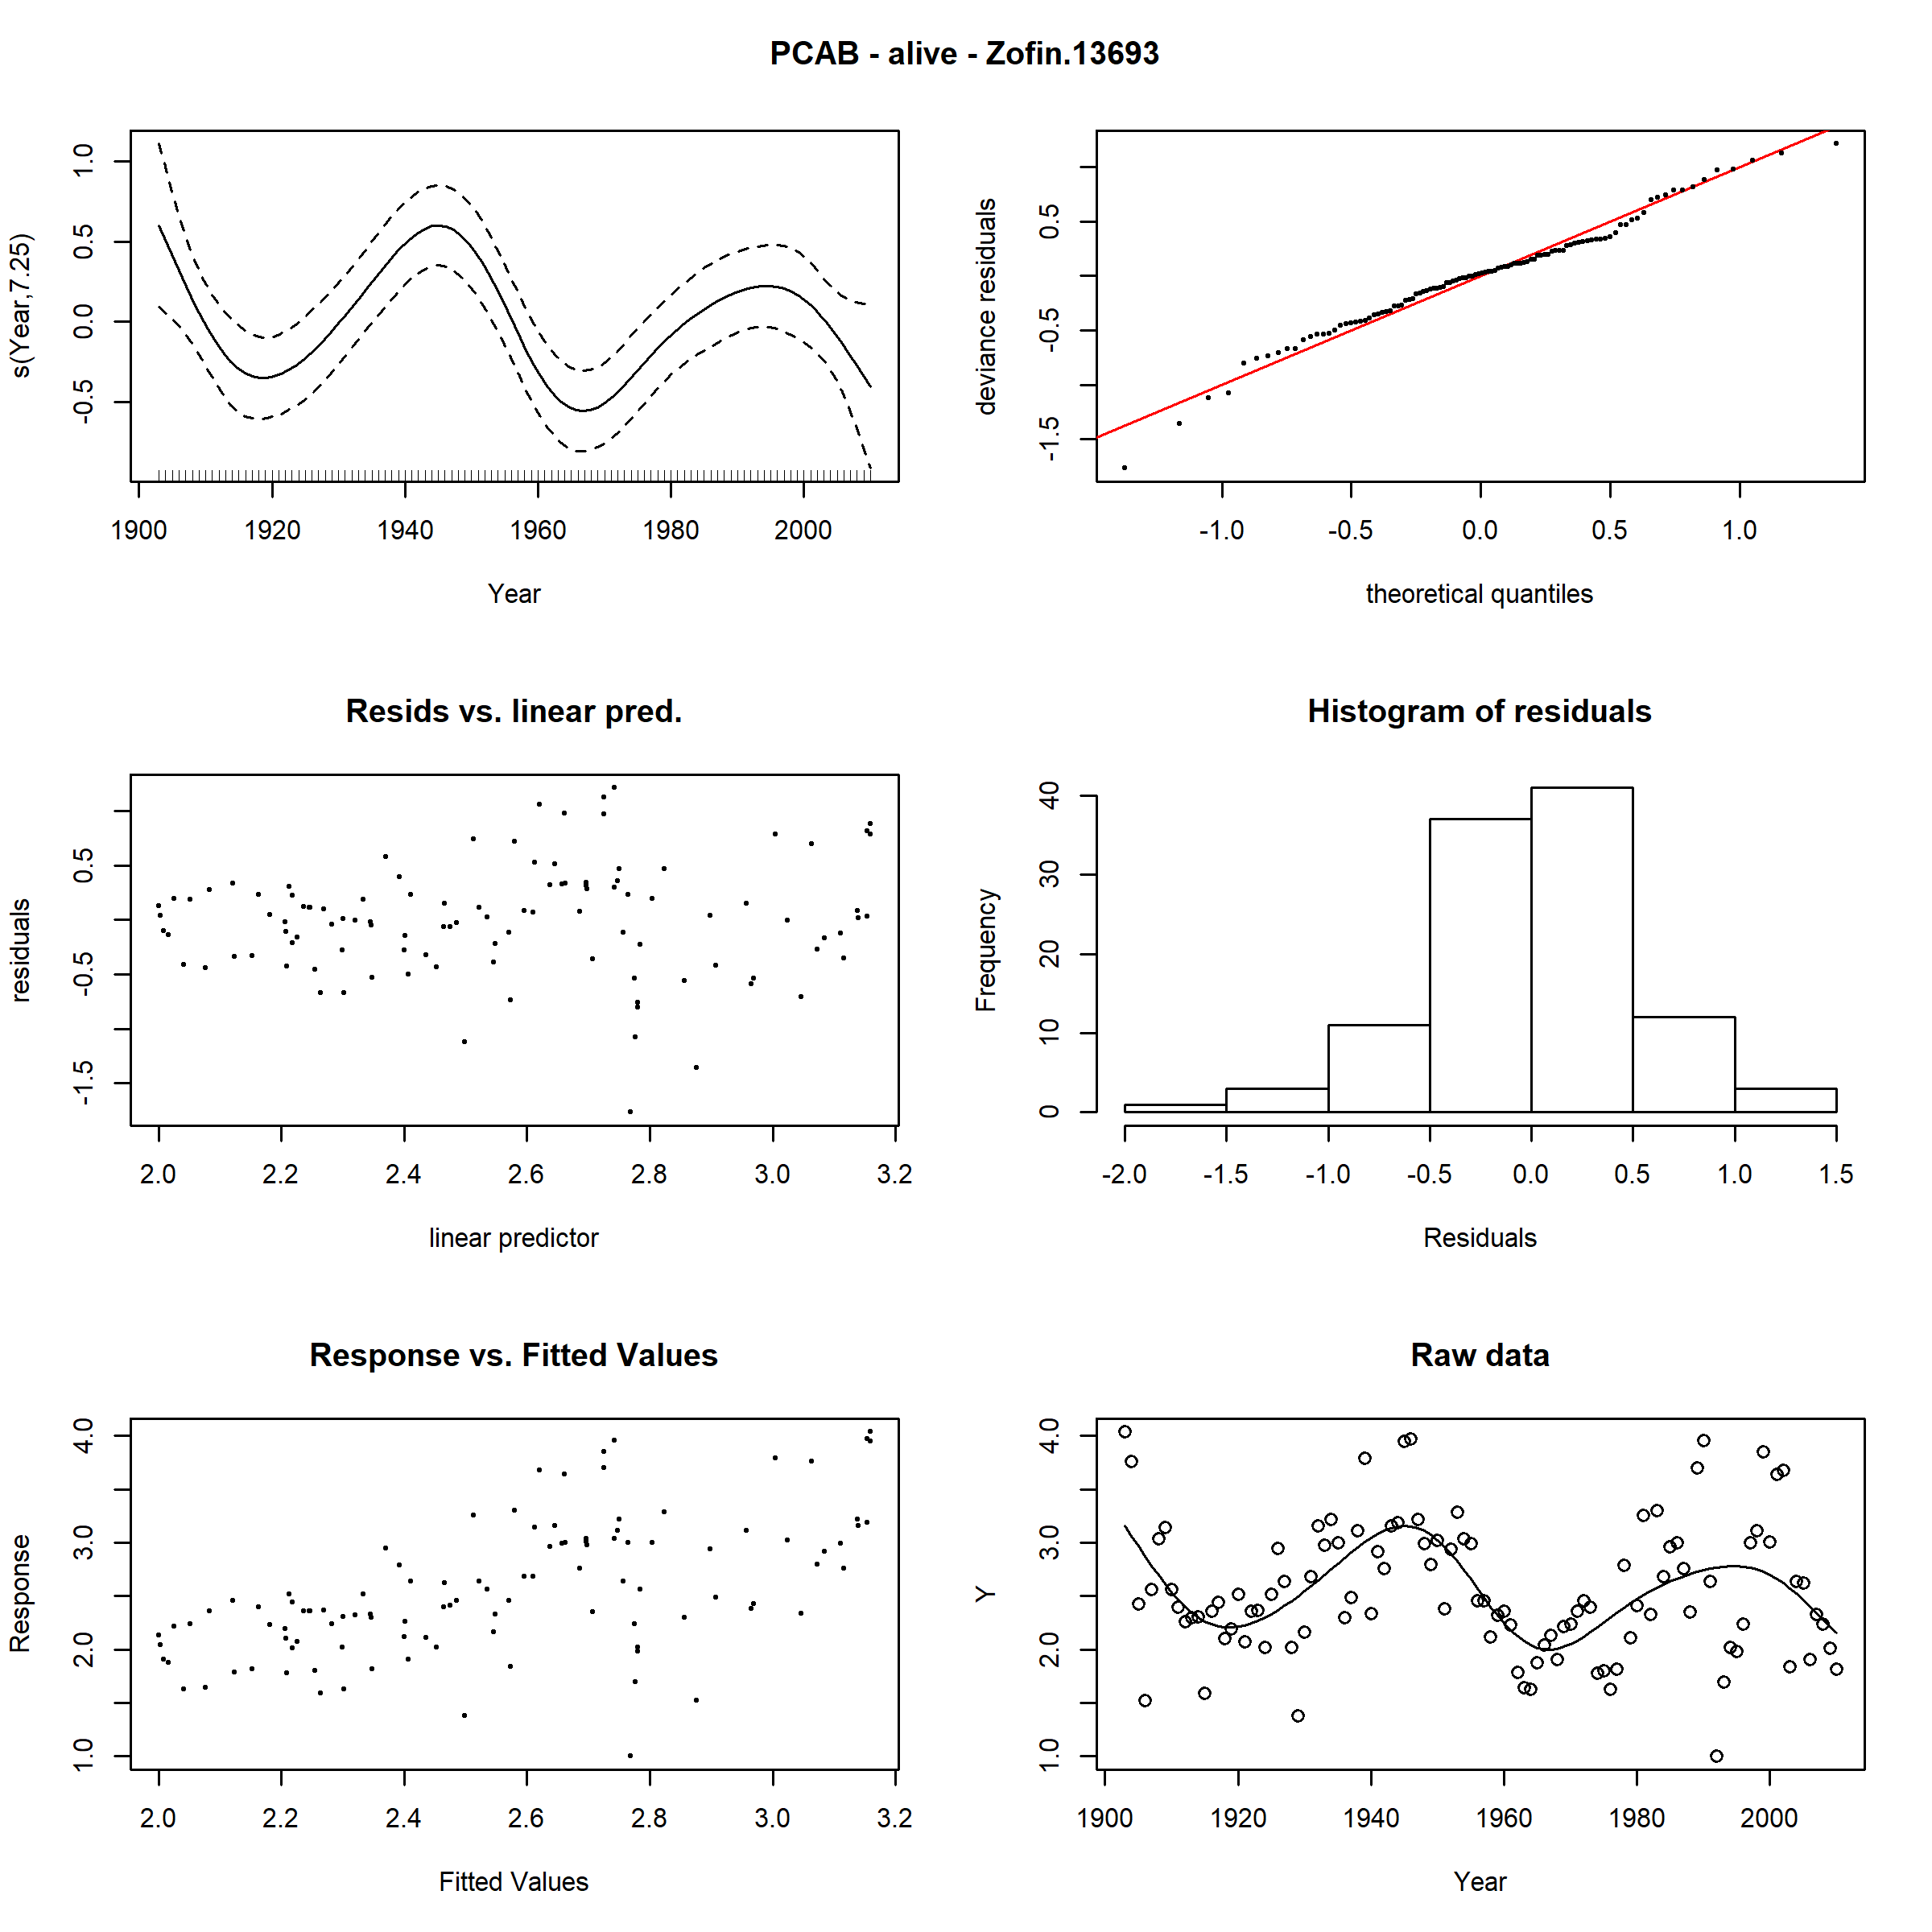 PCAB - alive - Zofin.13693
s(Year,7.25)
1.0
0.5
0.0
-0.5
1900 1920 1940 1960 1980 2000
Year
deviance residuals
0.5
-0.5
-1.5
-1.0 -0.5 0.0 0.5 1.0
theoretical quantiles
Resids vs. linear pred.
residuals
0.5
-0.5
-1.5
2.0 2.2 2.4 2.6 2.8 3.0 3.2
linear predictor
Histogram of residuals
Frequency
40
30
20
10
0
-2.0 -1.5 -1.0 -0.5 0.0 0.5 1.0 1.5
Residuals
Response vs. Fitted Values
Response
4.0
3.0
2.0
1.0
2.0 2.2 2.4 2.6 2.8 3.0 3.2
Fitted Values
Raw data
Y
4.0
3.0
2.0
1.0
1900 1920 1940 1960 1980 2000
Year